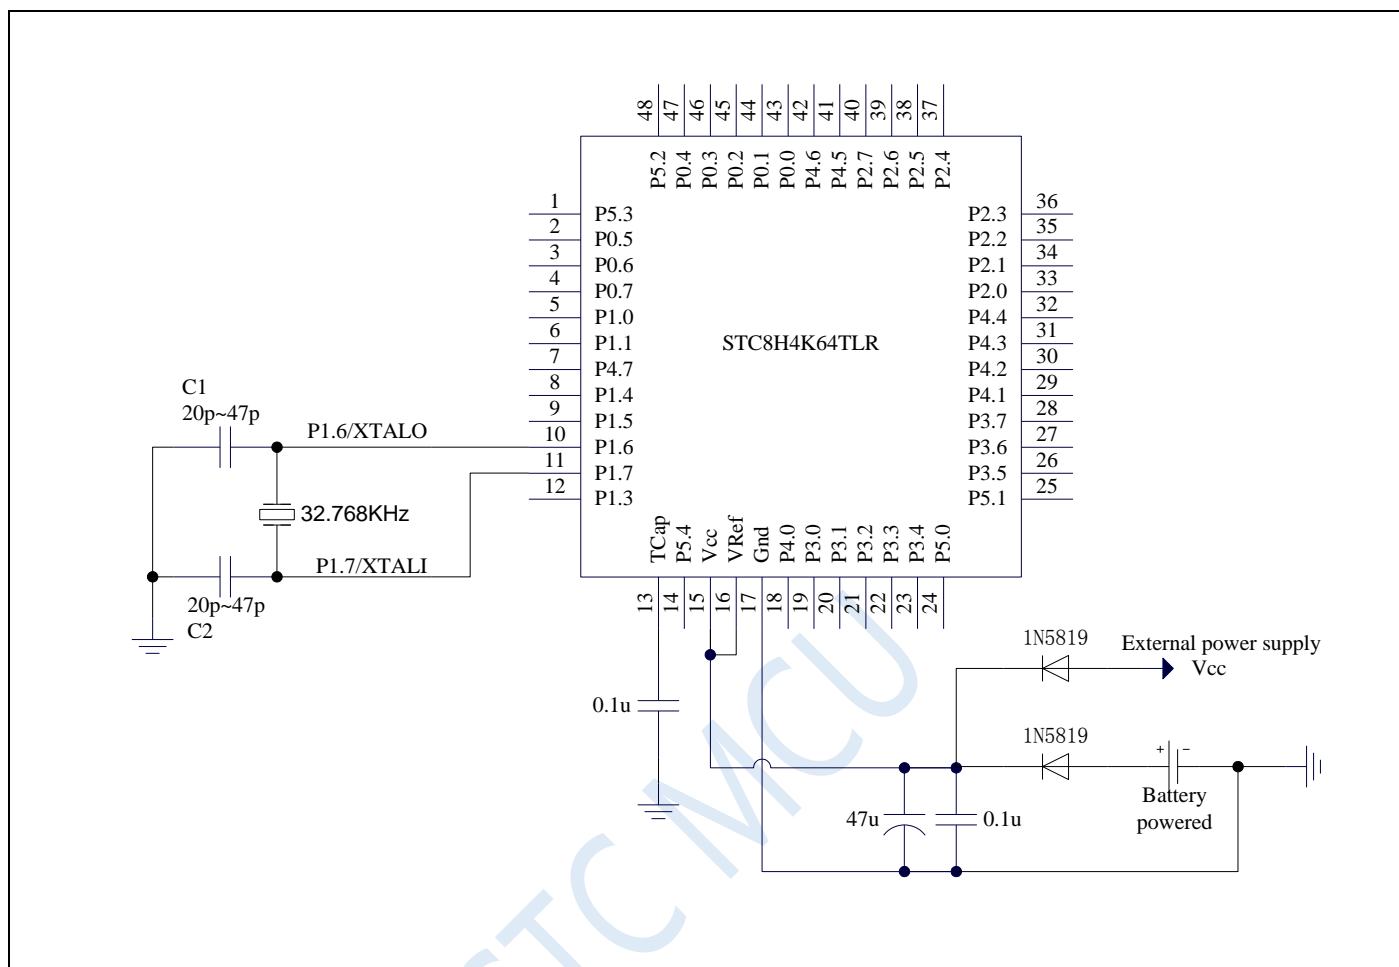 48
47
46
45
44
43
42
41
40
39
38
37
P5.2
P0.4
P0.3
P0.2
P0.1
P0.0
P4.6
P4.5
P2.7
P2.6
P2.5
P2.4
1
P5.3
2
P0.5
3
P0.6
4
P0.7
5
P1.0
6
P1.1
7
P4.7
8
P1.4
9
P1.5
10
P1.6
11
P1.7
12
P1.3
STC8H4K64TLR
36
P2.3
35
P2.2
34
P2.1
33
P2.0
32
P4.4
31
P4.3
30
P4.2
29
P4.1
28
P3.7
27
P3.6
26
P3.5
25
P5.1
C1
20p~47p
P1.6/XTALO
32.768KHz
P1.7/XTALI
20p~47p
C2
TCap
P5.4
Vcc
VRef
Gnd
P4.0
P3.0
P3.1
P3.2
P3.3
P3.4
P5.0
13
14
15
16
17
18
19
20
21
22
23
24
0.1u
1N5819
External power supply
Vcc
1N5819
+
-
Battery
powered
47u
0.1u
STC MCU